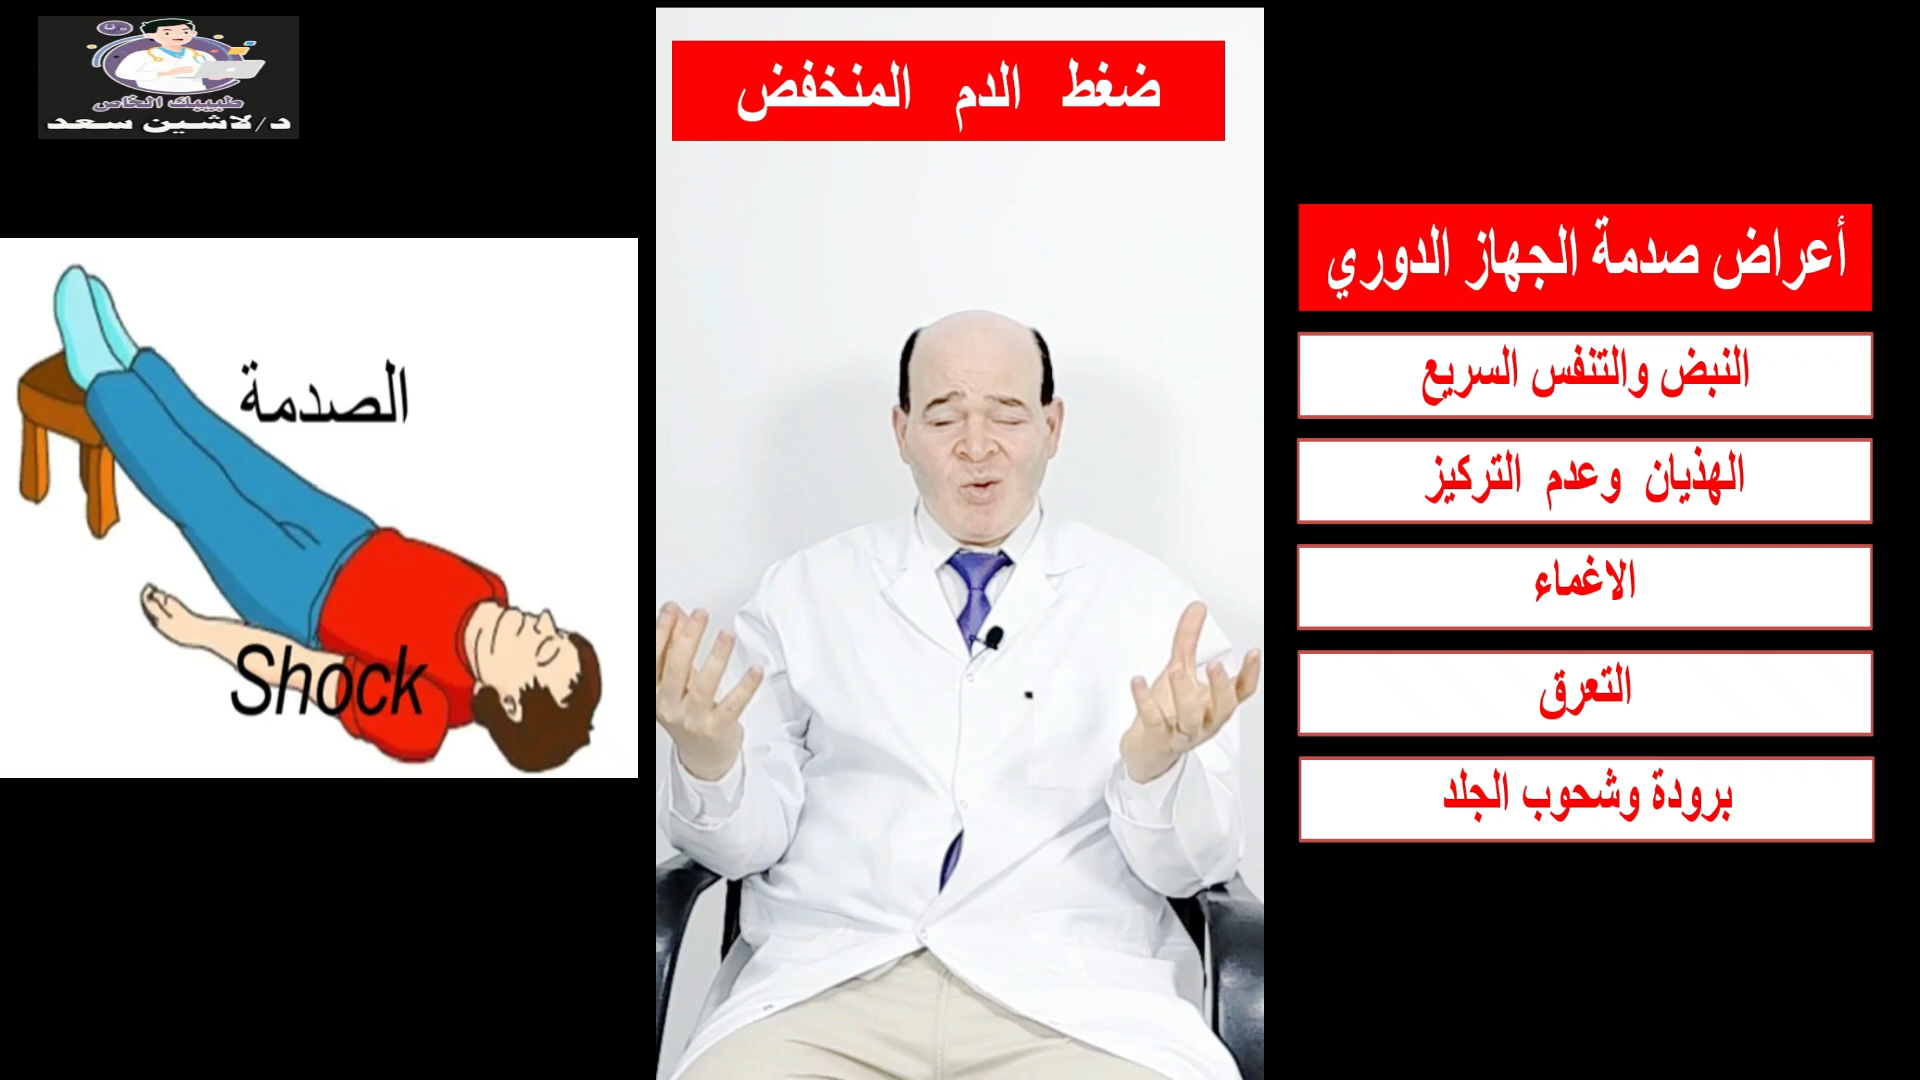 طبيبك الخاص
د/لاشين سعد
ضغط الدم المنخفض
الصدمة
Shock
أعراض صدمة الجهاز الدوري
النبض والتنفس السريع
الهذيان وعدم التركيز
الاغماء
التعرق
برودة وشحوب الجلد